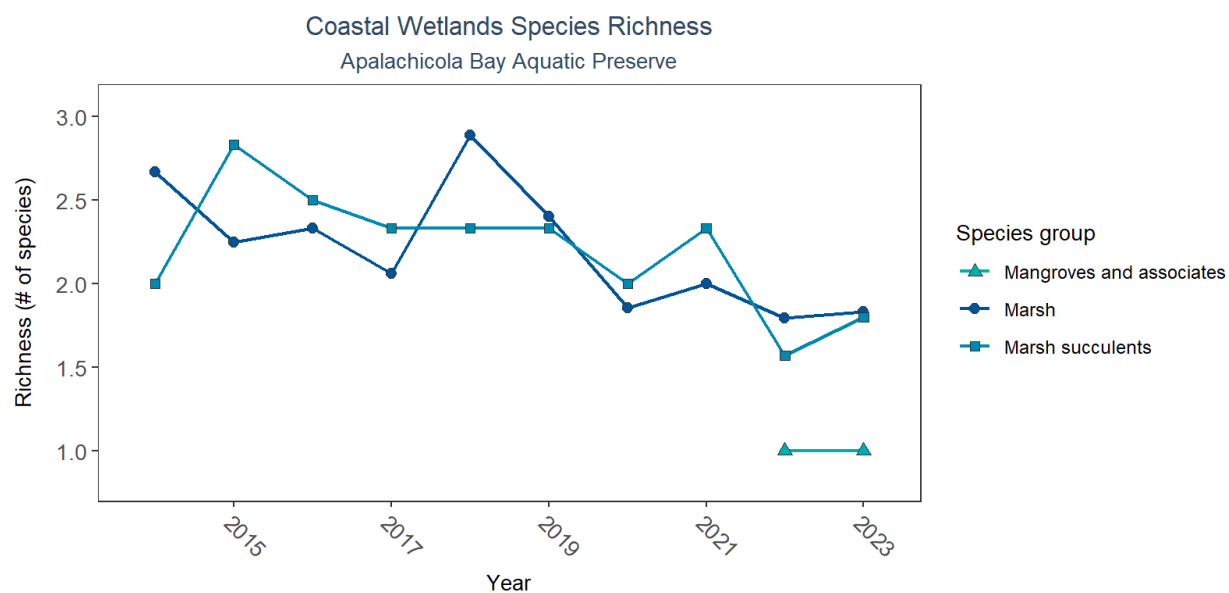 Coastal Wetlands Species Richness
Apalachicola Bay Aquatic Preserve
Richness (# of species)
3.0
2.5
2.0
1.5
1.0
2015
2017
2019
2021
2023
Year
Species group
Mangroves and associates
Marsh
Marsh succulents